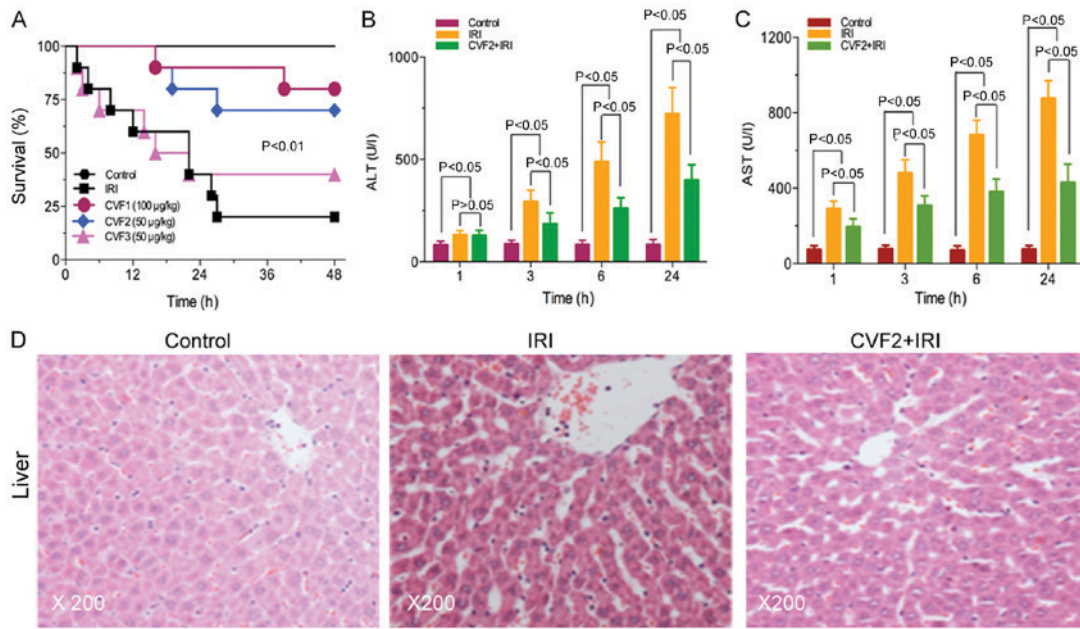 A
Survival (%)
100
75
50
25
0
P<0.01
Control
IRI
CVF1 (100 μg/kg)
CVF2 (50 μg/kg)
CVF3 (50 μg/kg)
0 12 24 36 48
Time (h)
B
Control
IRI
CVF2+IRI
ALT (U/l)
1000
500
0
P<0.05
P>0.05
P<0.05
P<0.05
P<0.05
P<0.05
P<0.05
P<0.05
1 3 6 24
Time (h)
C
Control
IRI
CVF2+IRI
AST (U/l)
1200
800
400
0
P<0.05
P<0.05
P<0.05
P<0.05
P<0.05
P<0.05
P<0.05
P<0.05
1 3 6 24
Time (h)
D
Control IRI CVF2+IRI
Liver
X 200 X200 X200